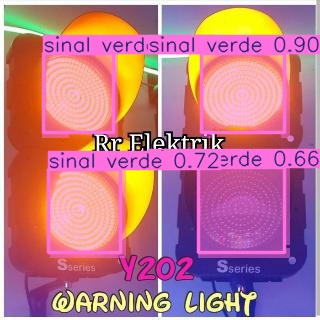 sinal verd sinal verde 0.90
Rr Elektrik
sinal verde 0.72 erde 0.66
Sseries Sseries
Y202
WARNING LIGHT